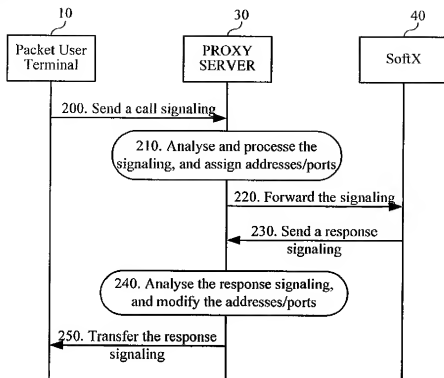 10
30
40
Packet User
Terminal
PROXY
SERVER
SoftX
200. Send a call signaling
210. Analyse and processe the
signaling, and assign addresses/ports
220. Forward the signaling
230. Send a response
signaling
240. Analyse the response signaling,
and modify the addresses/ports
250. Transfer the response
signaling